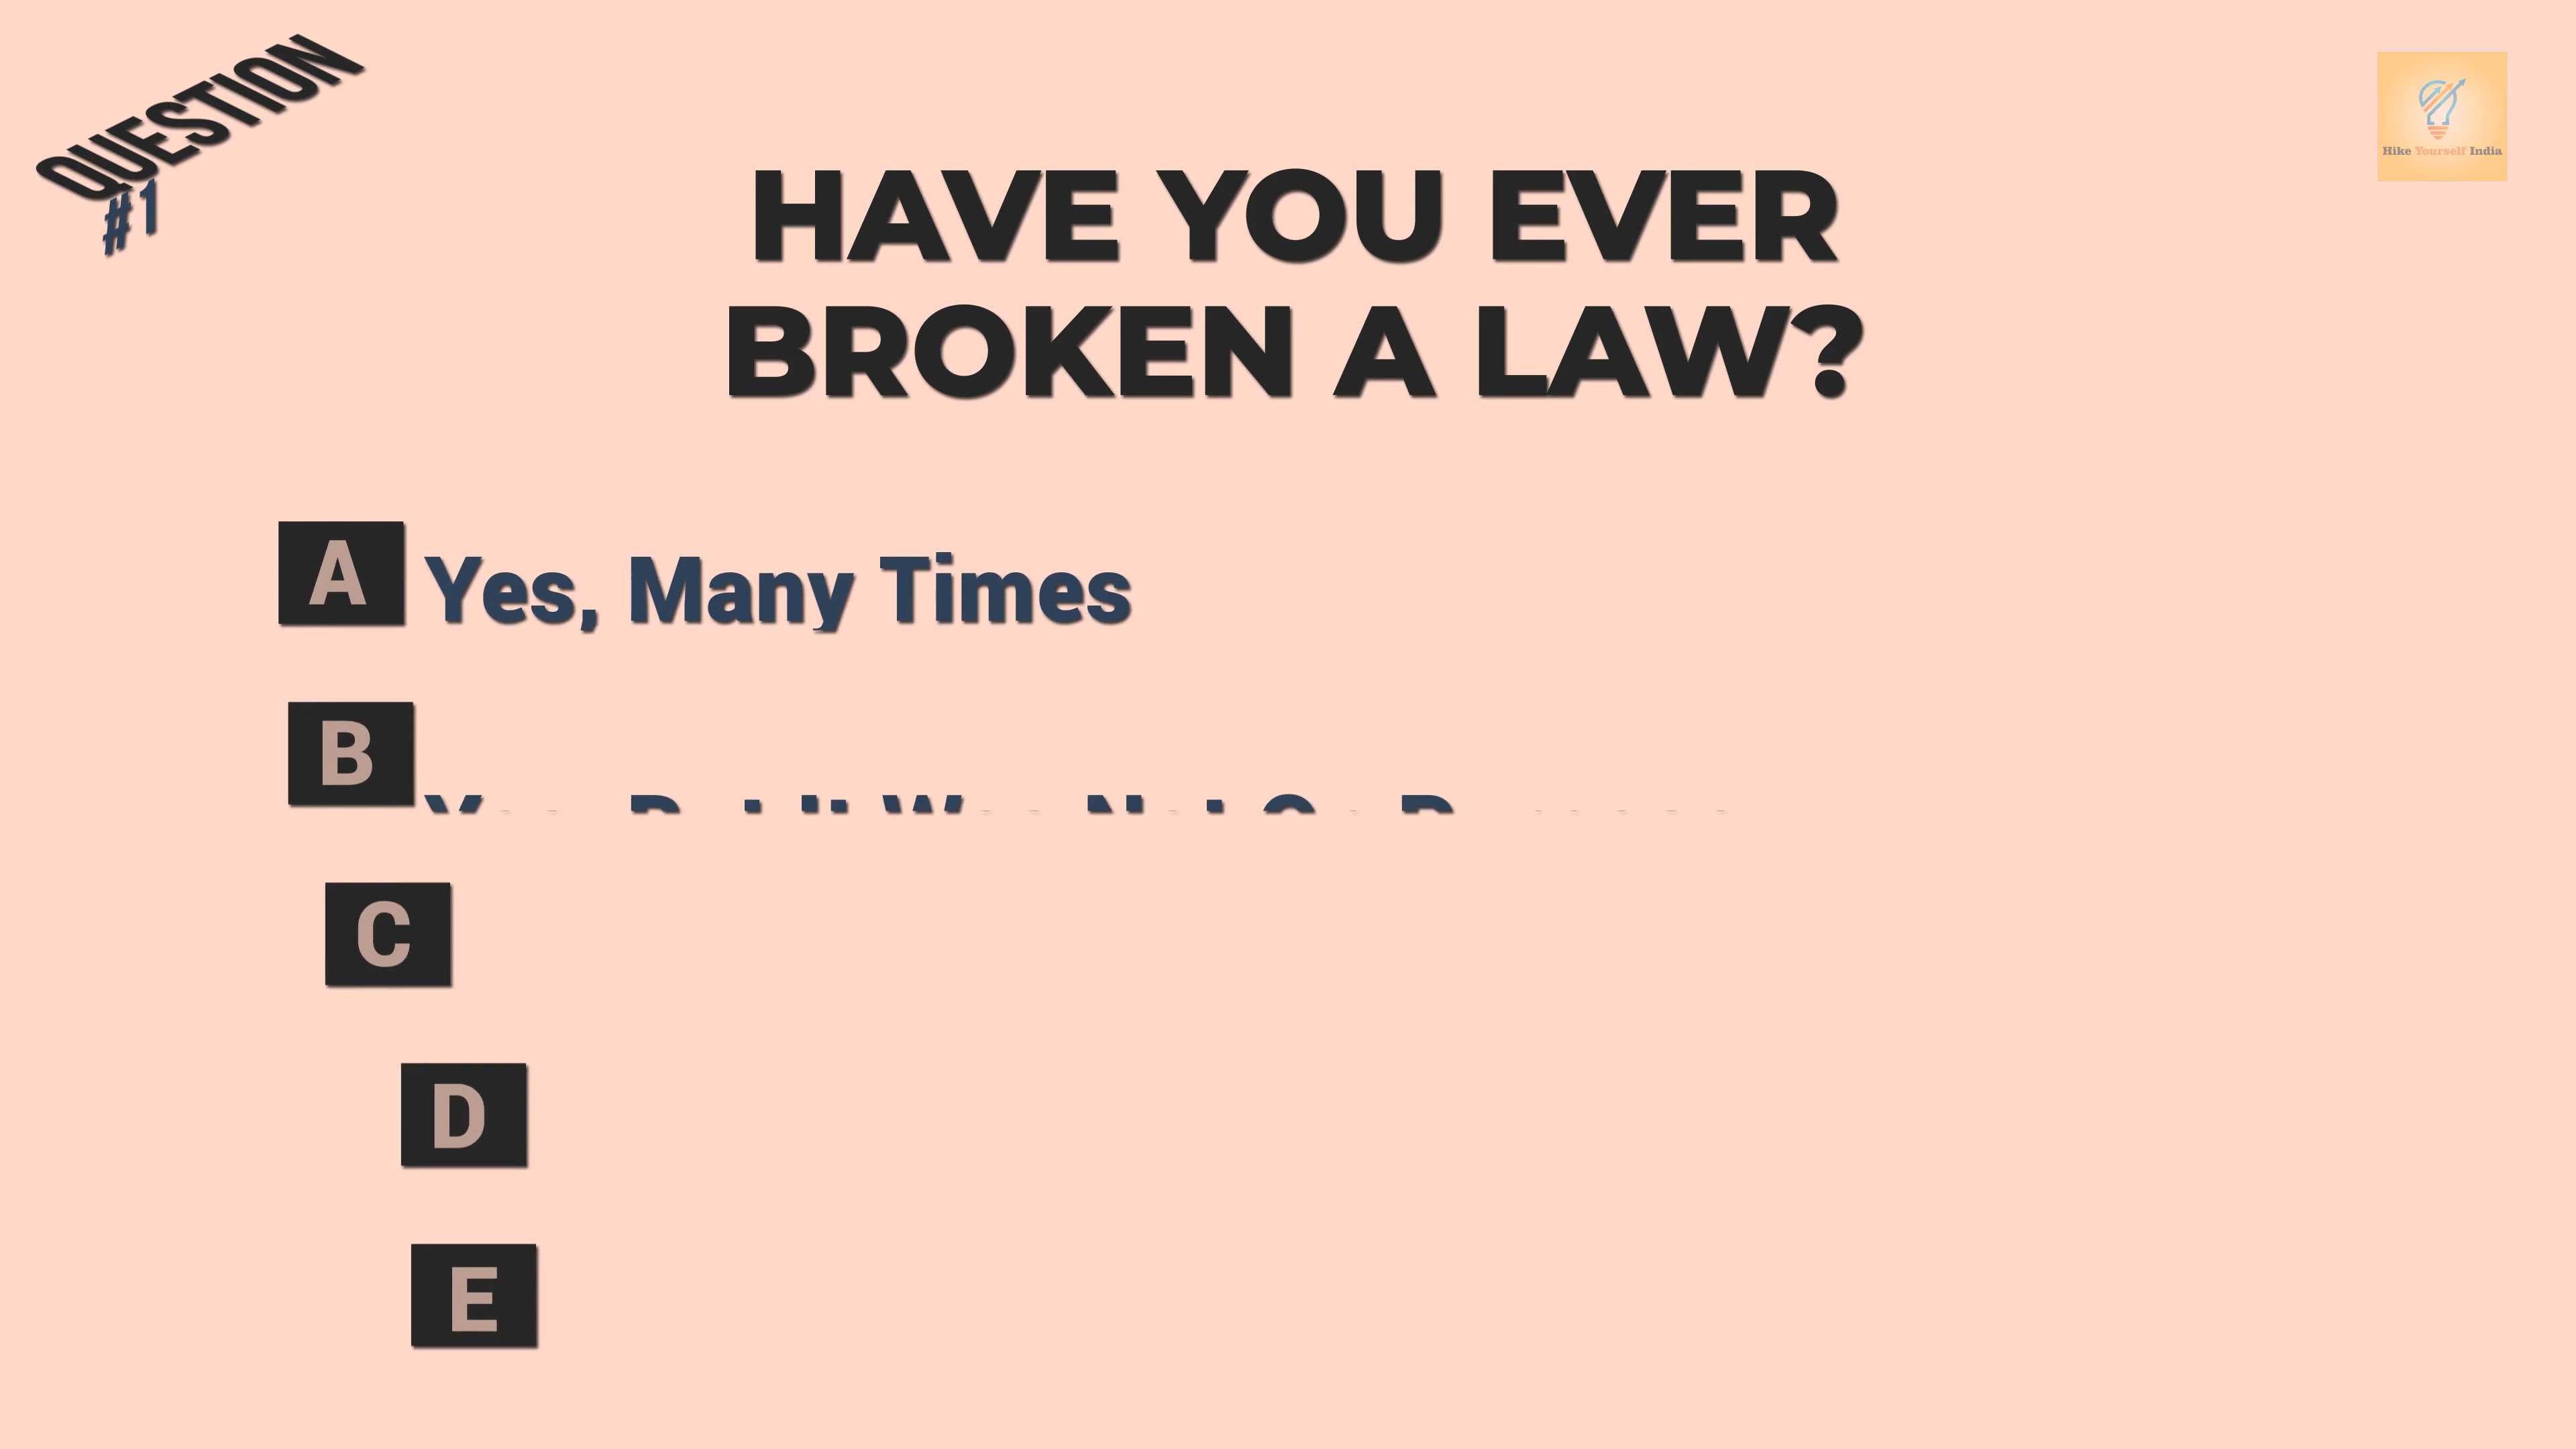 QUESTION
#1
Hike Yourself India
HAVE YOU EVER
BROKEN A LAW?
A Yes, Many Times
B
C
D
E